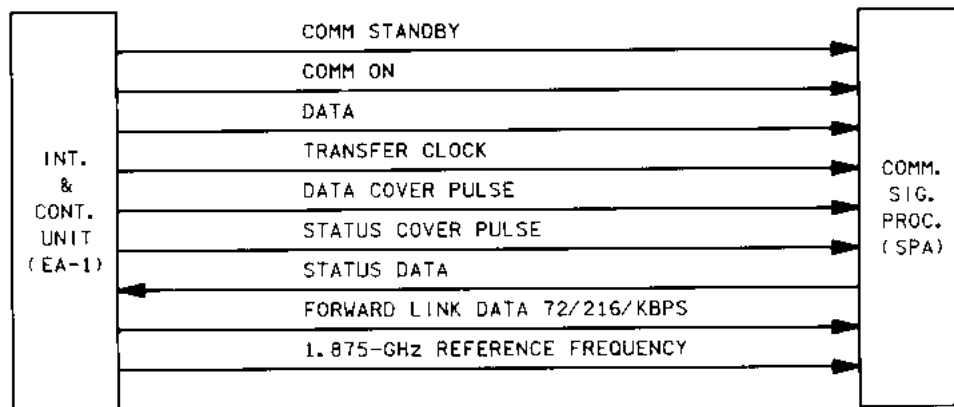 COMM STANDBY
COMM ON
DATA
TRANSFER CLOCK
DATA COVER PULSE
STATUS COVER PULSE
STATUS DATA
FORWARD LINK DATA 72/216/KBPS
1.875-GHz REFERENCE FREQUENCY
INT.
&
CONT.
UNIT
(EA-1)
COMM.
SIG.
PROC.
(SPA)